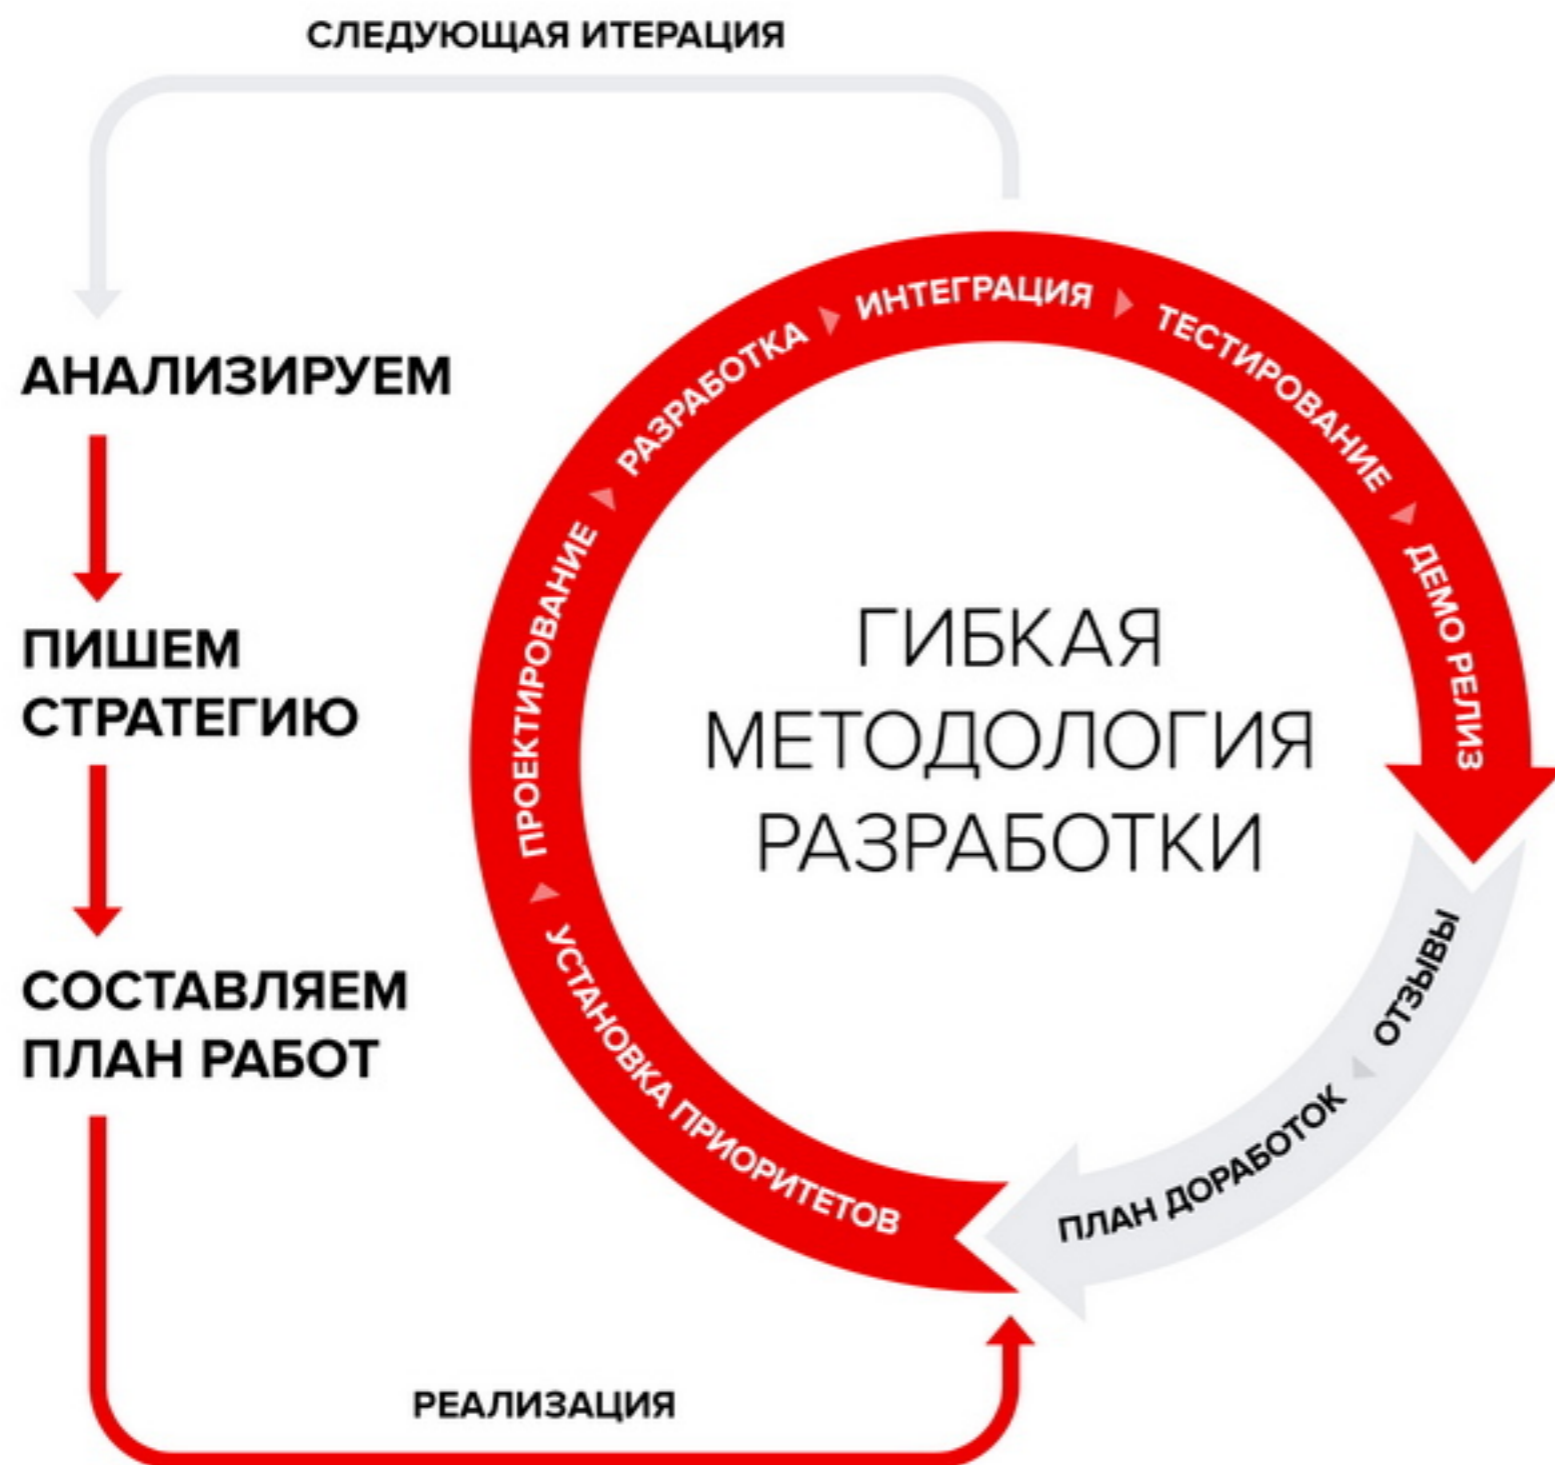 СЛЕДУЮЩАЯ ИТЕРАЦИЯ
АНАЛИЗИРУЕМ
ПИШЕМ
СТРАТЕГИЮ
СОСТАВЛЯЕМ
ПЛАН РАБОТ
РЕАЛИЗАЦИЯ
УСТАНОВКА ПРИОРИТЕТОВ
ПРОЕКТИРОВАНИЕ
РАЗРАБОТКА
ИНТЕГРАЦИЯ
ТЕСТИРОВАНИЕ
ДЕМО РЕЛИЗ
ОТЗЫВЫ
ПЛАН ДОРАБОТОК
ГИБКАЯ
МЕТОДОЛОГИЯ
РАЗРАБОТКИ